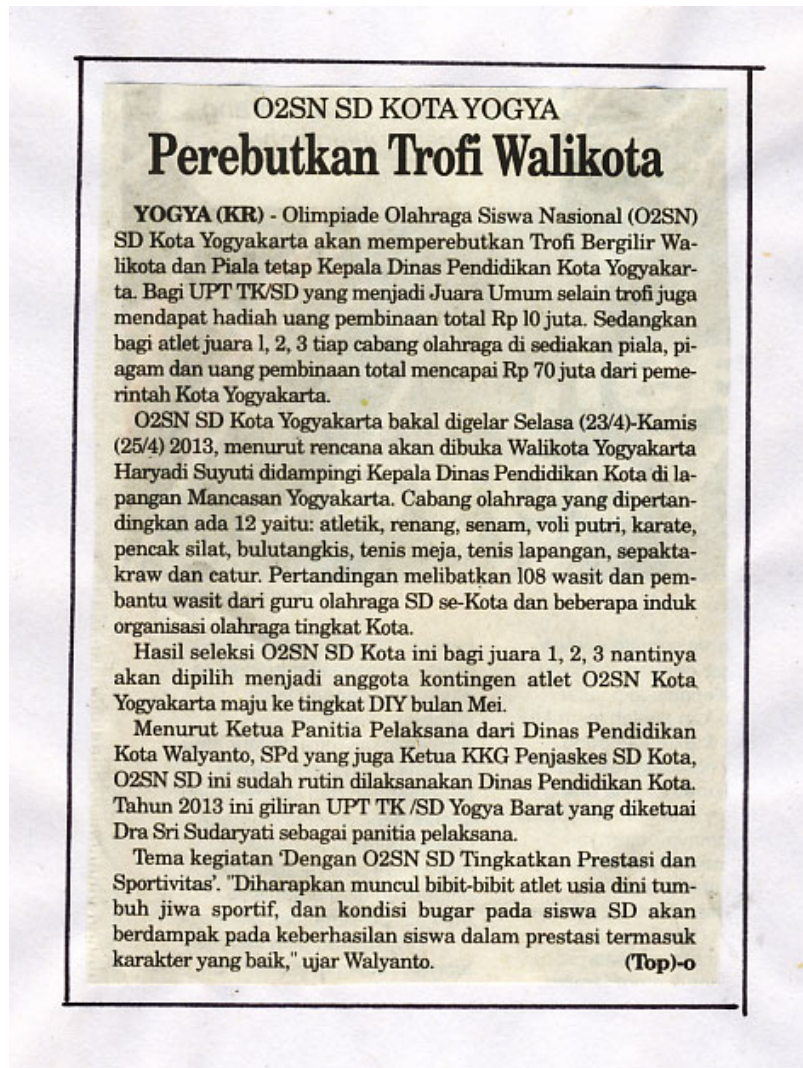 O2SN SD KOTA YOGYA
Perebutkan Trofi Walikota
YOGYA (KR) - Olimpiade Olahraga Siswa Nasional (O2SN)
SD Kota Yogyakarta akan memperebutkan Trofi Bergilir Wa-
likota dan Piala tetap Kepala Dinas Pendidikan Kota Yogyakar-
ta. Bagi UPT TK/SD yang menjadi Juara Umum selain trofi juga
mendapat hadiah uang pembinaan total Rp 10 juta. Sedangkan
bagi atlet juara 1, 2, 3 tiap cabang olahraga di sediakan piala, pi-
agam dan uang pembinaan total mencapai Rp 70 juta dari peme-
rintah Kota Yogyakarta.
O2SN SD Kota Yogyakarta bakal digelar Selasa (23/4)-Kamis
(25/4) 2013, menurut rencana akan dibuka Walikota Yogyakarta
Haryadi Suyuti didampingi Kepala Dinas Pendidikan Kota di la-
pangan Mancasan Yogyakarta. Cabang olahraga yang dipertan-
dingkan ada 12 yaitu: atletik, renang, senam, voli putri, karate,
pencak silat, bulutangkis, tenis meja, tenis lapangan, sepakta-
kraw dan catur. Pertandingan melibatkan 108 wasit dan pem-
bantu wasit dari guru olahraga SD se-Kota dan beberapa induk
organisasi olahraga tingkat Kota.
Hasil seleksi O2SN SD Kota ini bagi juara 1, 2, 3 nantinya
akan dipilih menjadi anggota kontingen atlet O2SN Kota
Yogyakarta maju ke tingkat DIY bulan Mei.
Menurut Ketua Panitia Pelaksana dari Dinas Pendidikan
Kota Walyanto, SPd yang juga Ketua KKG Penjaskes SD Kota,
O2SN SD ini sudah rutin dilaksanakan Dinas Pendidikan Kota.
Tahun 2013 ini giliran UPT TK /SD Yogya Barat yang diketuai
Dra Sri Sudaryati sebagai panitia pelaksana.
Tema kegiatan 'Dengan O2SN SD Tingkatkan Prestasi dan
Sportivitas'. "Diharapkan muncul bibit-bibit atlet usia dini tum-
buh jiwa sportif, dan kondisi bugar pada siswa SD akan
berdampak pada keberhasilan siswa dalam prestasi termasuk
karakter yang baik," ujar Walyanto. (Top)-o